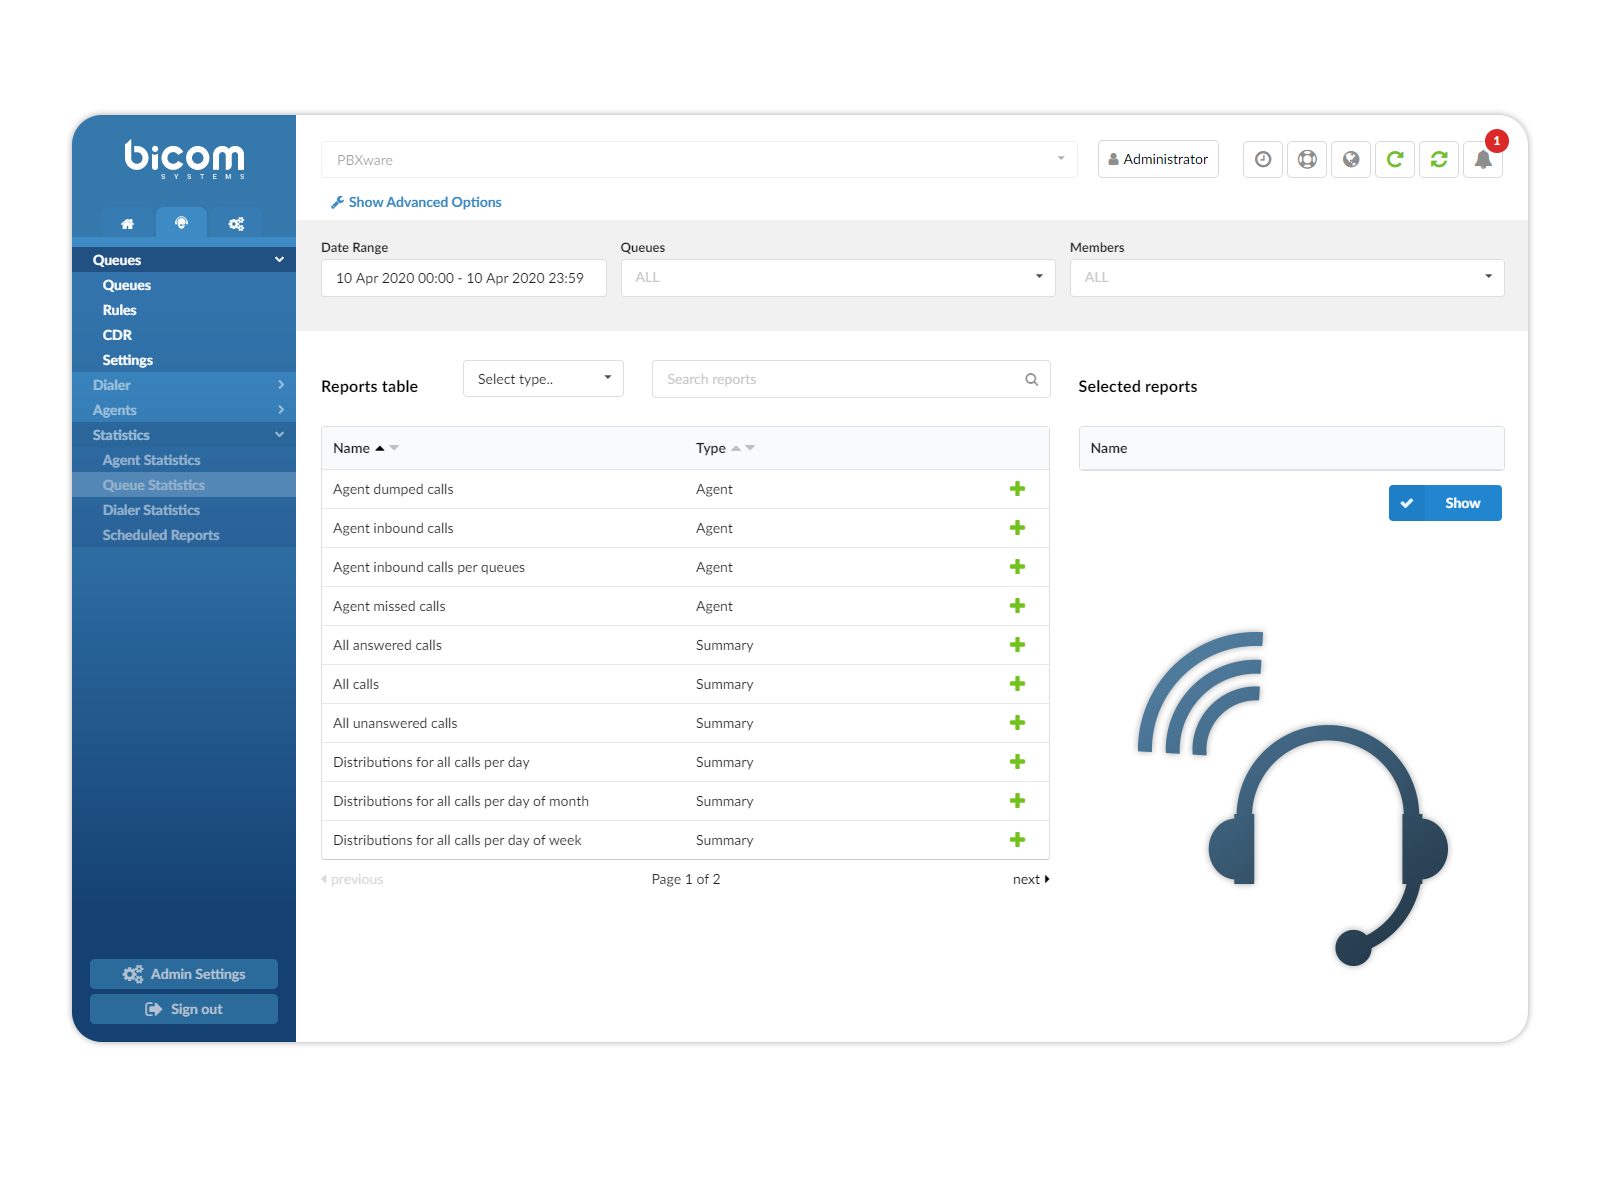 bicom
SYSTEMS
PBXware
Administrator
1
Show Advanced Options
Queues
Queues
Rules
CDR
Settings
Dialer
Agents
Statistics
Agent Statistics
Queue Statistics
Dialer Statistics
Scheduled Reports
Admin Settings
Sign out
Date Range
Queues
Members
10 Apr 2020 00:00 - 10 Apr 2020 23:59
ALL
ALL
Reports table
Select type..
Search reports
Selected reports
Name
Type
Name
Show
Agent dumped calls
Agent
Agent inbound calls
Agent
Agent inbound calls per queues
Agent
Agent missed calls
Agent
All answered calls
Summary
All calls
Summary
All unanswered calls
Summary
Distributions for all calls per day
Summary
Distributions for all calls per day of month
Summary
Distributions for all calls per day of week
Summary
previous
Page 1 of 2
next